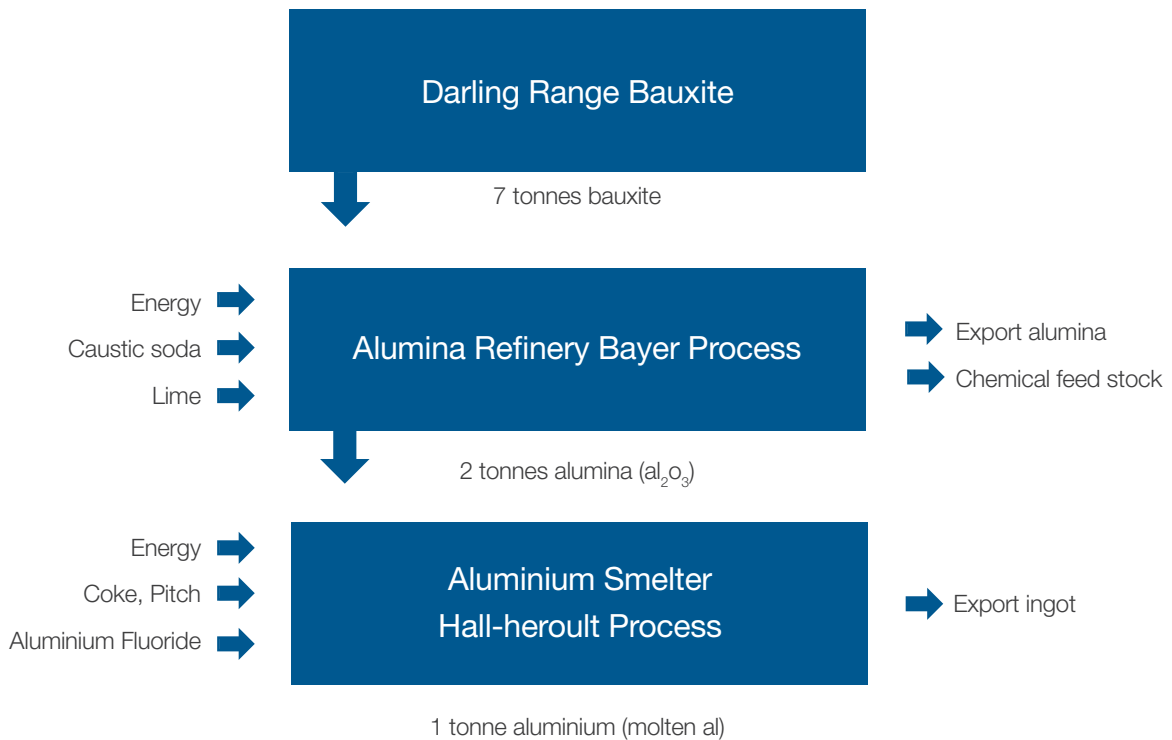 Darling Range Bauxite
7 tonnes bauxite
Energy
Caustic soda
Lime
Alumina Refinery Bayer Process
Export alumina
Chemical feed stock
2 tonnes alumina (al₂o₃)
Energy
Coke, Pitch
Aluminium Fluoride
Aluminium Smelter
Hall-heroult Process
Export ingot
1 tonne aluminium (molten al)